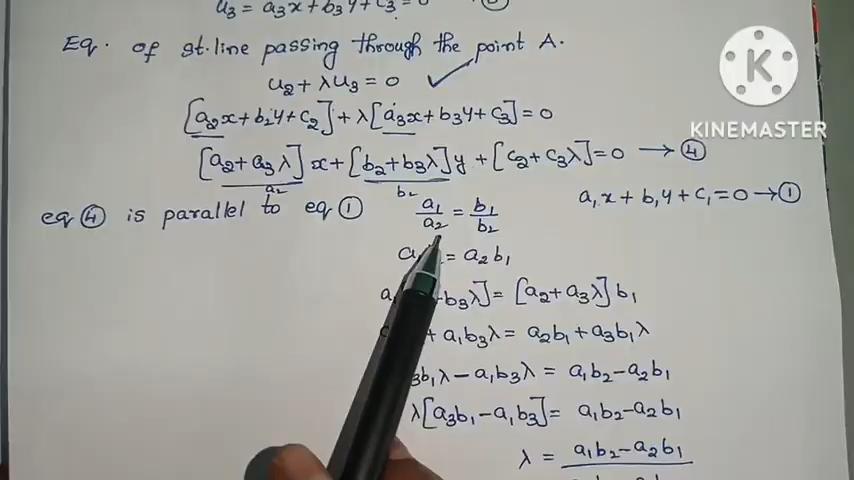 u₃ = a₃x + b₃y + c₃ = 0
Eq. of st.line passing through the point A.
u₂ + λu₃ = 0
[a₂x + b₂y + c₂] + λ[a₃x + b₃y + c₃] = 0
[a₂ + a₃λ] x + [b₂ + b₃λ] y + [c₂ + c₃λ] = 0 → ④
a₂ b₂
eq ④ is parallel to eq ① a₁/a₂ = b₁/b₂ a₁x + b₁y + c₁ = 0 → ①
= a₂b₁
b₃λ] = [a₂ + a₃λ] b₁
+ a₁b₃λ = a₂b₁ + a₃b₁λ
b₁λ − a₁b₃λ = a₁b₂ − a₂b₁
λ[a₃b₁ − a₁b₃] = a₁b₂ − a₂b₁
λ = a₁b₂ − a₂b₁
K
KINEMASTER